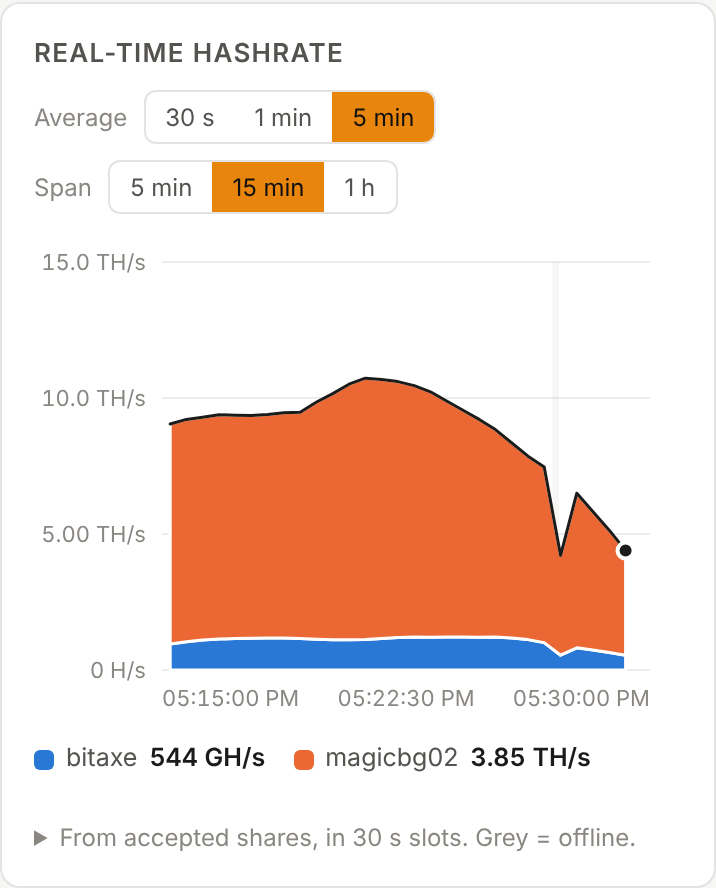 REAL-TIME HASHRATE
Average 30 s 1 min 5 min
Span 5 min 15 min 1 h
15.0 TH/s
10.0 TH/s
5.00 TH/s
0 H/s
05:15:00 PM 05:22:30 PM 05:30:00 PM
bitaxe 544 GH/s magicbg02 3.85 TH/s
From accepted shares, in 30 s slots. Grey = offline.